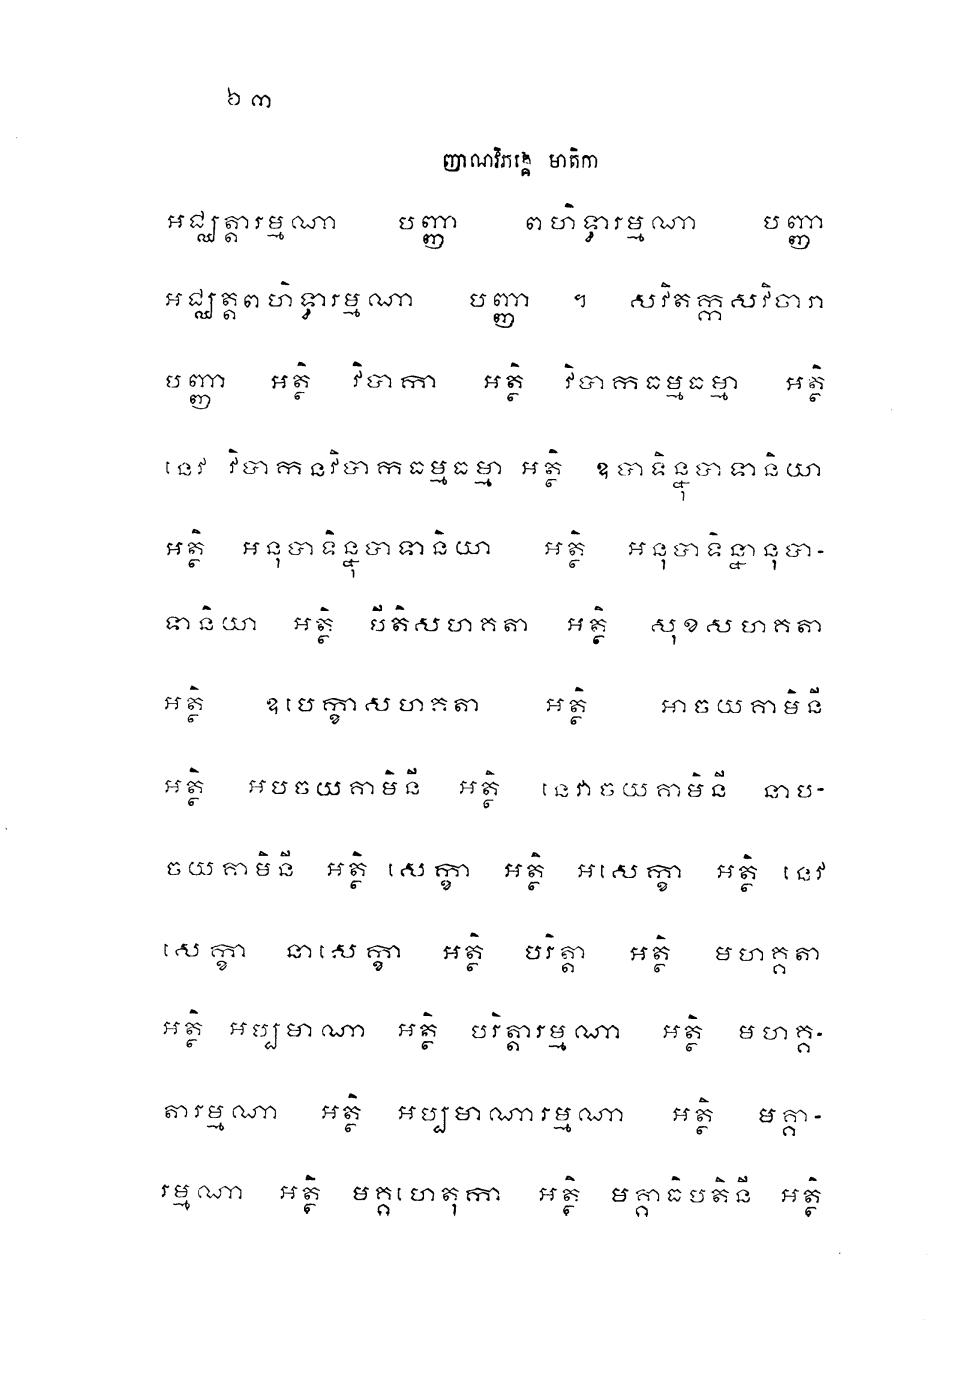 ៦៣
ញាណវិភង្គេ មាតិកា
អជ្ឈត្តារម្មណា បញ្ញា ពហិទ្ធារម្មណា បញ្ញា
អជ្ឈត្តពហិទ្ធារម្មណា បញ្ញា ។ សវិតក្កសវិចារា
បញ្ញា អត្ថិ វិបាកា អត្ថិ វិបាកធម្មធម្មា អត្ថិ
នេវ វិបាកនវិបាកធម្មធម្មា អត្ថិ ឧបាទិន្នុបាទានិយា
អត្ថិ អនុបាទិន្នុបាទានិយា អត្ថិ អនុបាទិន្នានុបា-
ទានិយា អត្ថិ បីតិសហគតា អត្ថិ សុខសហគតា
អត្ថិ ឧបេក្ខាសហគតា អត្ថិ អាចយគាមិនី
អត្ថិ អបចយគាមិនី អត្ថិ នេវាចយគាមិនី នាប-
ចយគាមិនី អត្ថិ សេក្ខា អត្ថិ អសេក្ខា អត្ថិ នេវ
សេក្ខា នាសេក្ខា អត្ថិ បរិត្តា អត្ថិ មហគ្គតា
អត្ថិ អប្បមាណា អត្ថិ បរិត្តារម្មណា អត្ថិ មហគ្គ-
តារម្មណា អត្ថិ អប្បមាណារម្មណា អត្ថិ មគ្គា-
រម្មណា អត្ថិ មគ្គហេតុកា អត្ថិ មគ្គាធិបតិនី អត្ថិ